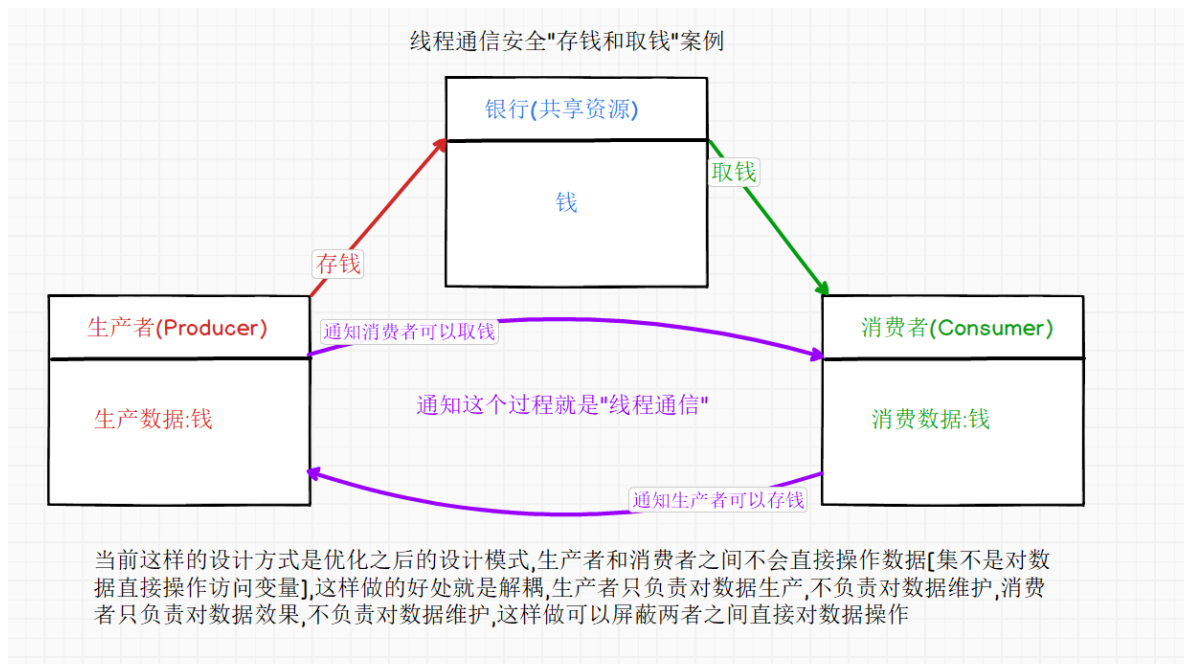 线程通信安全"存钱和取钱"案例
银行(共享资源)
钱
取钱
存钱
生产者(Producer)
生产数据:钱
通知消费者可以取钱
消费者(Consumer)
消费数据:钱
通知这个过程就是"线程通信"
通知生产者可以存钱
当前这样的设计方式是优化之后的设计模式,生产者和消费者之间不会直接操作数据[集不是对数
据直接操作访问变量],这样做的好处就是解耦,生产者只负责对数据生产,不负责对数据维护,消费
者只负责对数据效果,不负责对数据维护,这样做可以屏蔽两者之间直接对数据操作